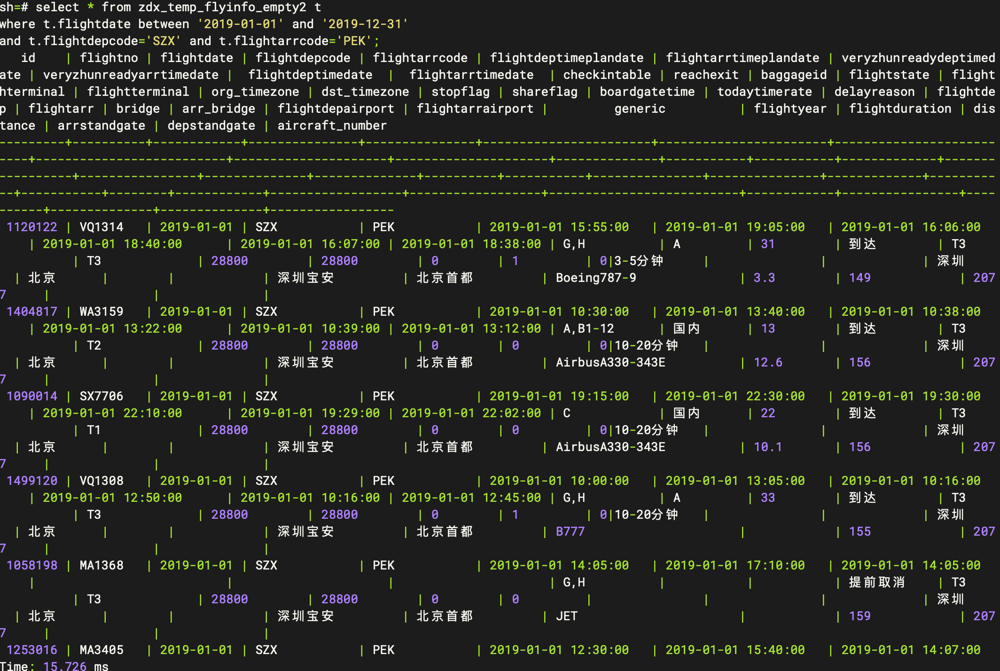 sh=# select * from zdx_temp_flyinfo_empty2 t
where t.flightdate between '2019-01-01' and '2019-12-31'
and t.flightdepcode='SZX' and t.flightarrcode='PEK';
id | flightno | flightdate | flightdepcode | flightarrcode | flightdeptimeplandate | flightarrtimeplandate | veryzhunreadydeptimed
ate | veryzhunreadyarrtimedate | flightdeptimedate | flightarrtimedate | checkintable | reachexit | baggageid | flightstate | flight
hterminal | flightterminal | org_timezone | dst_timezone | stopflag | shareflag | boardgatetime | todaytimerate | delayreason | flightde
p | flightarr | bridge | arr_bridge | flightdepairport | flightarrairport | generic | flightyear | flightduration | dis
tance | arrstandgate | depstandgate | aircraft_number
---------+----------+------------+---------------+---------------+-----------------------+-----------------------+----------------------
----+--------------------------+---------------------+---------------------+--------------+-----------+-----------+-------------+-------
----------+----------------+--------------+--------------+----------+-----------+---------------+---------------+-------------+---------
--+-----------+--------+------------+------------------+------------------+--------------------------+------------+----------------+----
------+--------------+--------------+-----------------
1120122 | VQ1314 | 2019-01-01 | SZX | PEK | 2019-01-01 15:55:00 | 2019-01-01 19:05:00 | 2019-01-01 16:06:00
| 2019-01-01 18:40:00 | 2019-01-01 16:07:00 | 2019-01-01 18:38:00 | G,H | A | 31 | 到达 | T3
| T3 | 28800 | 28800 | 0 | 1 | 0|3-5分钟 | | | 深圳
| 北京 | | | 深圳宝安 | 北京首都 | Boeing787-9 | 3.3 | 149 | 207
7 | | |
1404817 | WA3159 | 2019-01-01 | SZX | PEK | 2019-01-01 10:30:00 | 2019-01-01 13:40:00 | 2019-01-01 10:38:00
| 2019-01-01 13:22:00 | 2019-01-01 10:39:00 | 2019-01-01 13:12:00 | A,B1-12 | 国内 | 13 | 到达 | T3
| T2 | 28800 | 28800 | 0 | 0 | 0|10-20分钟 | | | 深圳
| 北京 | | | 深圳宝安 | 北京首都 | AirbusA330-343E | 12.6 | 156 | 207
7 | | |
1090014 | SX7706 | 2019-01-01 | SZX | PEK | 2019-01-01 19:15:00 | 2019-01-01 22:30:00 | 2019-01-01 19:30:00
| 2019-01-01 22:10:00 | 2019-01-01 19:29:00 | 2019-01-01 22:02:00 | C | 国内 | 22 | 到达 | T3
| T1 | 28800 | 28800 | 0 | 0 | 0|10-20分钟 | | | 深圳
| 北京 | | | 深圳宝安 | 北京首都 | AirbusA330-343E | 10.1 | 156 | 207
7 | | |
1499120 | VQ1308 | 2019-01-01 | SZX | PEK | 2019-01-01 10:00:00 | 2019-01-01 13:05:00 | 2019-01-01 10:16:00
| 2019-01-01 12:50:00 | 2019-01-01 10:16:00 | 2019-01-01 12:45:00 | G,H | A | 33 | 到达 | T3
| T3 | 28800 | 28800 | 0 | 1 | 0|10-20分钟 | | | 深圳
| 北京 | | | 深圳宝安 | 北京首都 | B777 | | 155 | 207
7 | | |
1058198 | MA1368 | 2019-01-01 | SZX | PEK | 2019-01-01 14:05:00 | 2019-01-01 17:10:00 | 2019-01-01 14:05:00
| | | | G,H | | | 提前取消 | T3
| T3 | 28800 | 28800 | 0 | 0 | | | | 深圳
| 北京 | | | 深圳宝安 | 北京首都 | JET | | 159 | 207
7 | | |
1253016 | MA3405 | 2019-01-01 | SZX | PEK | 2019-01-01 12:30:00 | 2019-01-01 15:40:00 | 2019-01-01 14:07:00
Time: 15.726 ms